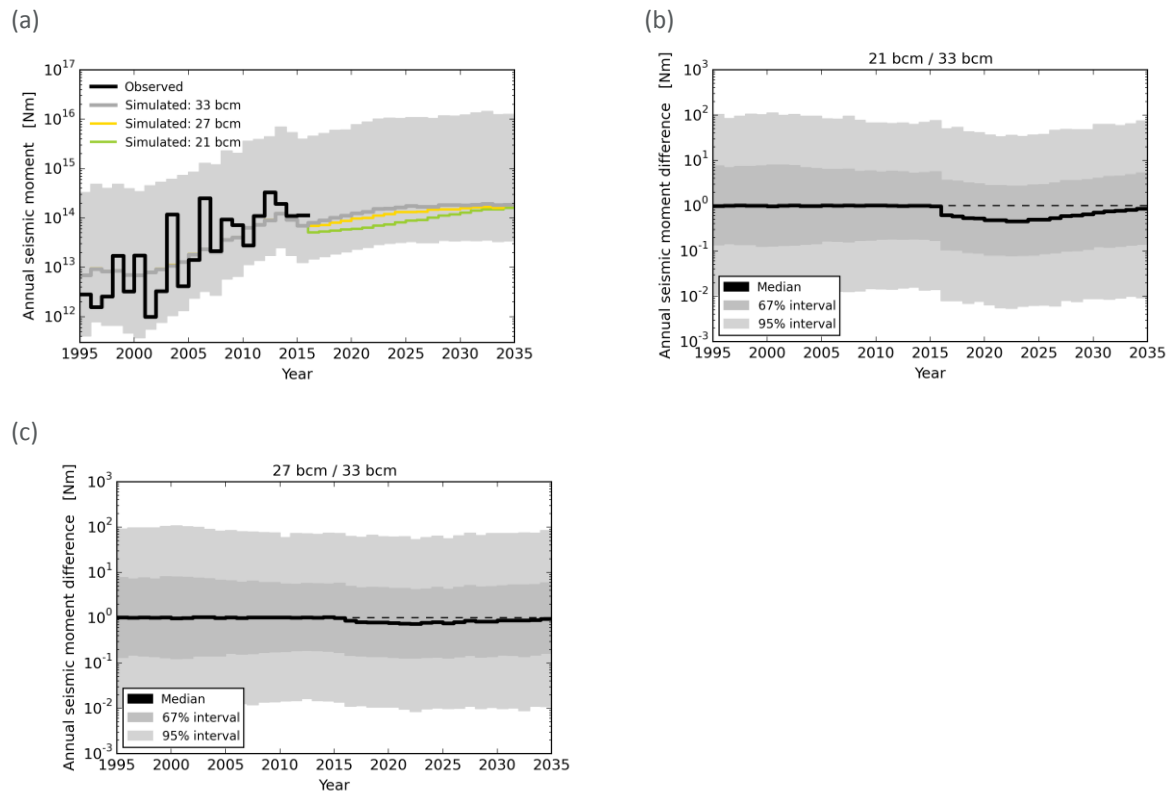 (a)
Annual seismic moment [Nm]
10^17
10^16
10^15
10^14
10^13
10^12
Observed
Simulated: 33 bcm
Simulated: 27 bcm
Simulated: 21 bcm
1995 2000 2005 2010 2015 2020 2025 2030 2035
Year
(b)
21 bcm / 33 bcm
Annual seismic moment difference [Nm]
10^3
10^2
10^1
10^0
10^-1
10^-2
10^-3
Median
67% interval
95% interval
1995 2000 2005 2010 2015 2020 2025 2030 2035
Year
(c)
27 bcm / 33 bcm
Annual seismic moment difference [Nm]
10^3
10^2
10^1
10^0
10^-1
10^-2
10^-3
Median
67% interval
95% interval
1995 2000 2005 2010 2015 2020 2025 2030 2035
Year